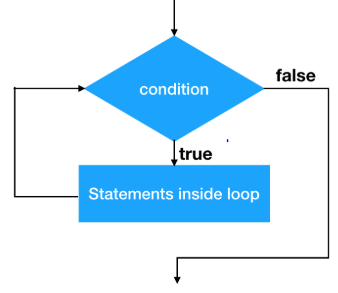 condition
false
true
Statements inside loop